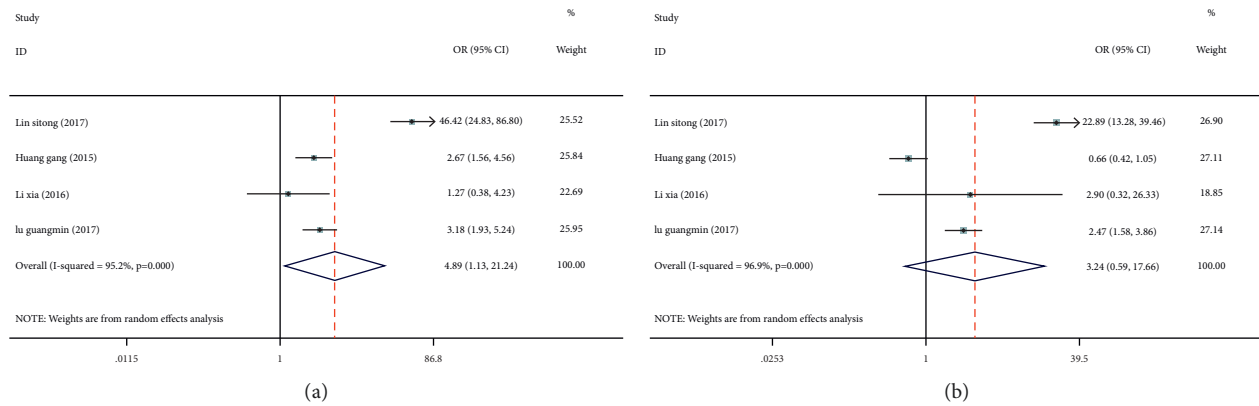 Study %
ID OR (95% CI) Weight
Lin sitong (2017) 46.42 (24.83, 86.80) 25.52
Huang gang (2015) 2.67 (1.56, 4.56) 25.84
Li xia (2016) 1.27 (0.38, 4.23) 22.69
lu guangmin (2017) 3.18 (1.93, 5.24) 25.95
Overall (I-squared = 95.2%, p=0.000) 4.89 (1.13, 21.24) 100.00
NOTE: Weights are from random effects analysis
.0115 1 86.8
(a)
Study %
ID OR (95% CI) Weight
Lin sitong (2017) 22.89 (13.28, 39.46) 26.90
Huang gang (2015) 0.66 (0.42, 1.05) 27.11
Li xia (2016) 2.90 (0.32, 26.33) 18.85
lu guangmin (2017) 2.47 (1.58, 3.86) 27.14
Overall (I-squared = 96.9%, p=0.000) 3.24 (0.59, 17.66) 100.00
NOTE: Weights are from random effects analysis
.0253 1 39.5
(b)